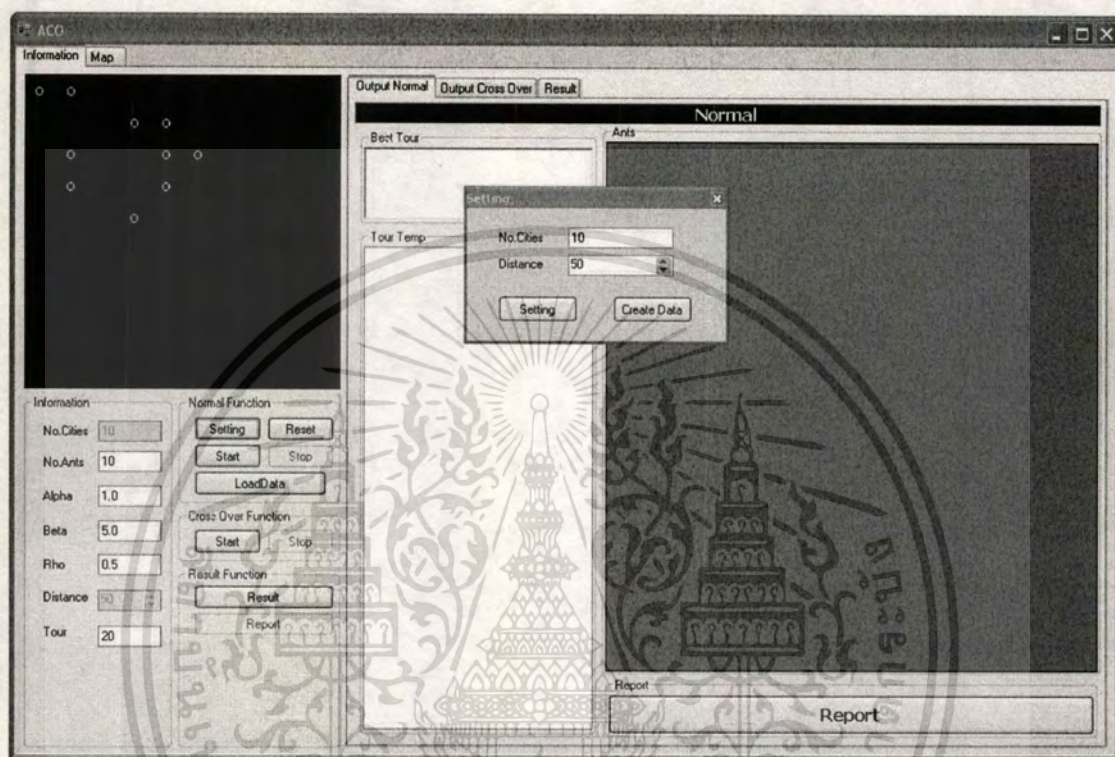 ACO
Information Map
Output Normal Output Cross Over Result
Normal
Best Tour
Ants
Setting
No.Cities 10
Distance 50
Setting Create Data
Tour Temp
Information
No.Cities 10
No.Ants 10
Alpha 1.0
Beta 5.0
Rho 0.5
Distance 50
Tour 20
Normal Function
Setting Reset
Start Stop
LoadData
Cross Over Function
Start Stop
Result Function
Result
Report
Report
Report